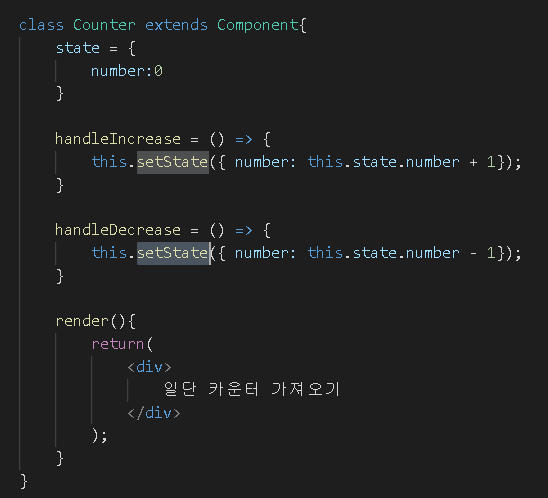 class Counter extends Component{
state = {
number:0
}
handleIncrease = () => {
this.setState({ number: this.state.number + 1});
}
handleDecrease = () => {
this.setState({ number: this.state.number - 1});
}
render(){
return(
<div>
일단 카운터 가져오기
</div>
);
}
}